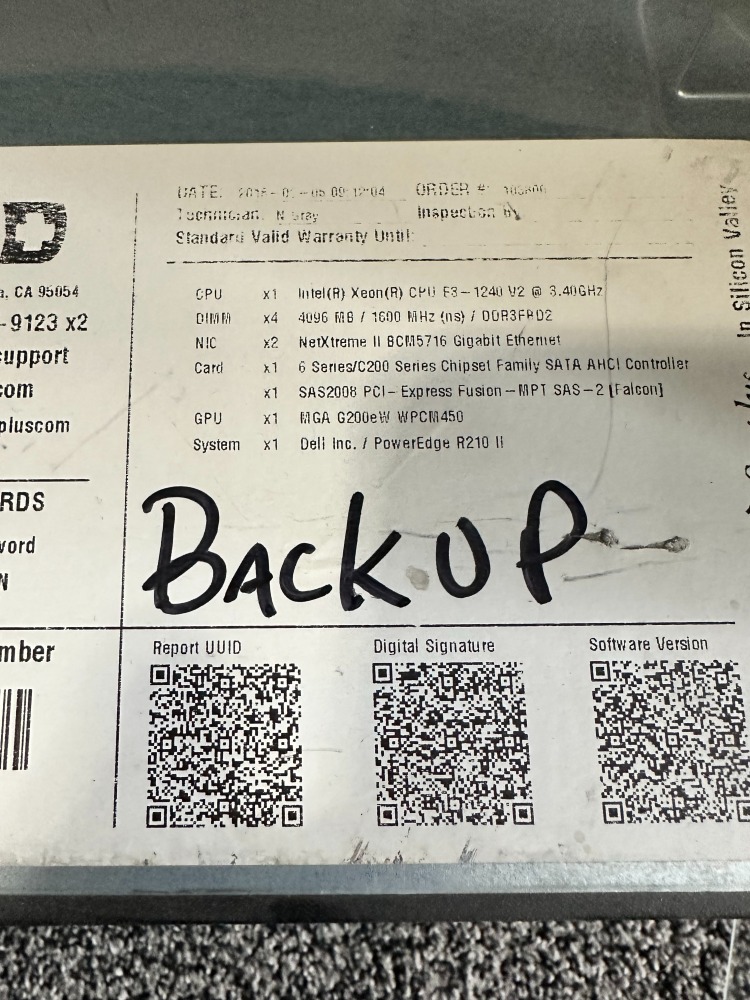 DATE:
ORDER #:
Technician: N Gray
Inspection By
Standard Valid Warranty Until:
CA 95054
-9123 x2
support
com
pluscom
RDS
word
N
mber
CPU x1 Intel(R) Xeon(R) CPU E3-1240 V2 @ 3.40GHz
DIMM x4 4096 MB / 1600 MHz (ns) / DDR3FPD2
NIC x2 NetXtreme II BCM5716 Gigabit Ethernet
Card x1 6 Series/C200 Series Chipset Family SATA AHCI Controller
x1 SAS2008 PCI-Express Fusion-MPT SAS-2 [Falcon]
GPU x1 MGA G200eW WPCM450
System x1 Dell Inc. / PowerEdge R210 II
BACKUP
Report UUID
Digital Signature
Software Version
In Silicon Valley